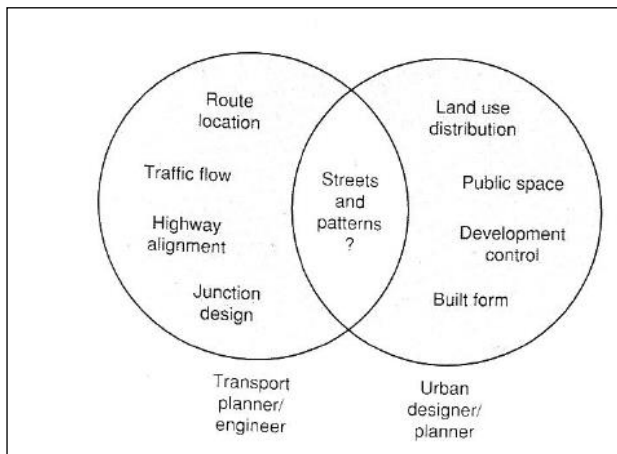 Route
location
Traffic flow
Highway
alignment
Junction
design
Streets
and
patterns
?
Land use
distribution
Public space
Development
control
Built form
Transport
planner/
engineer
Urban
designer/
planner